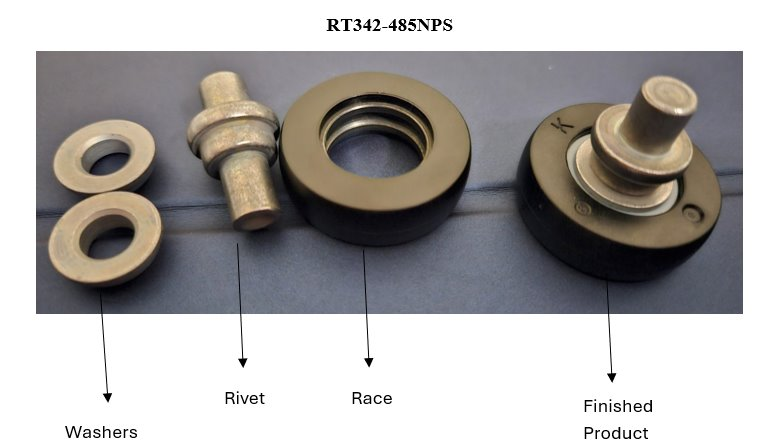 RT342-485NPS
K
Washers
Rivet
Race
Finished
Product